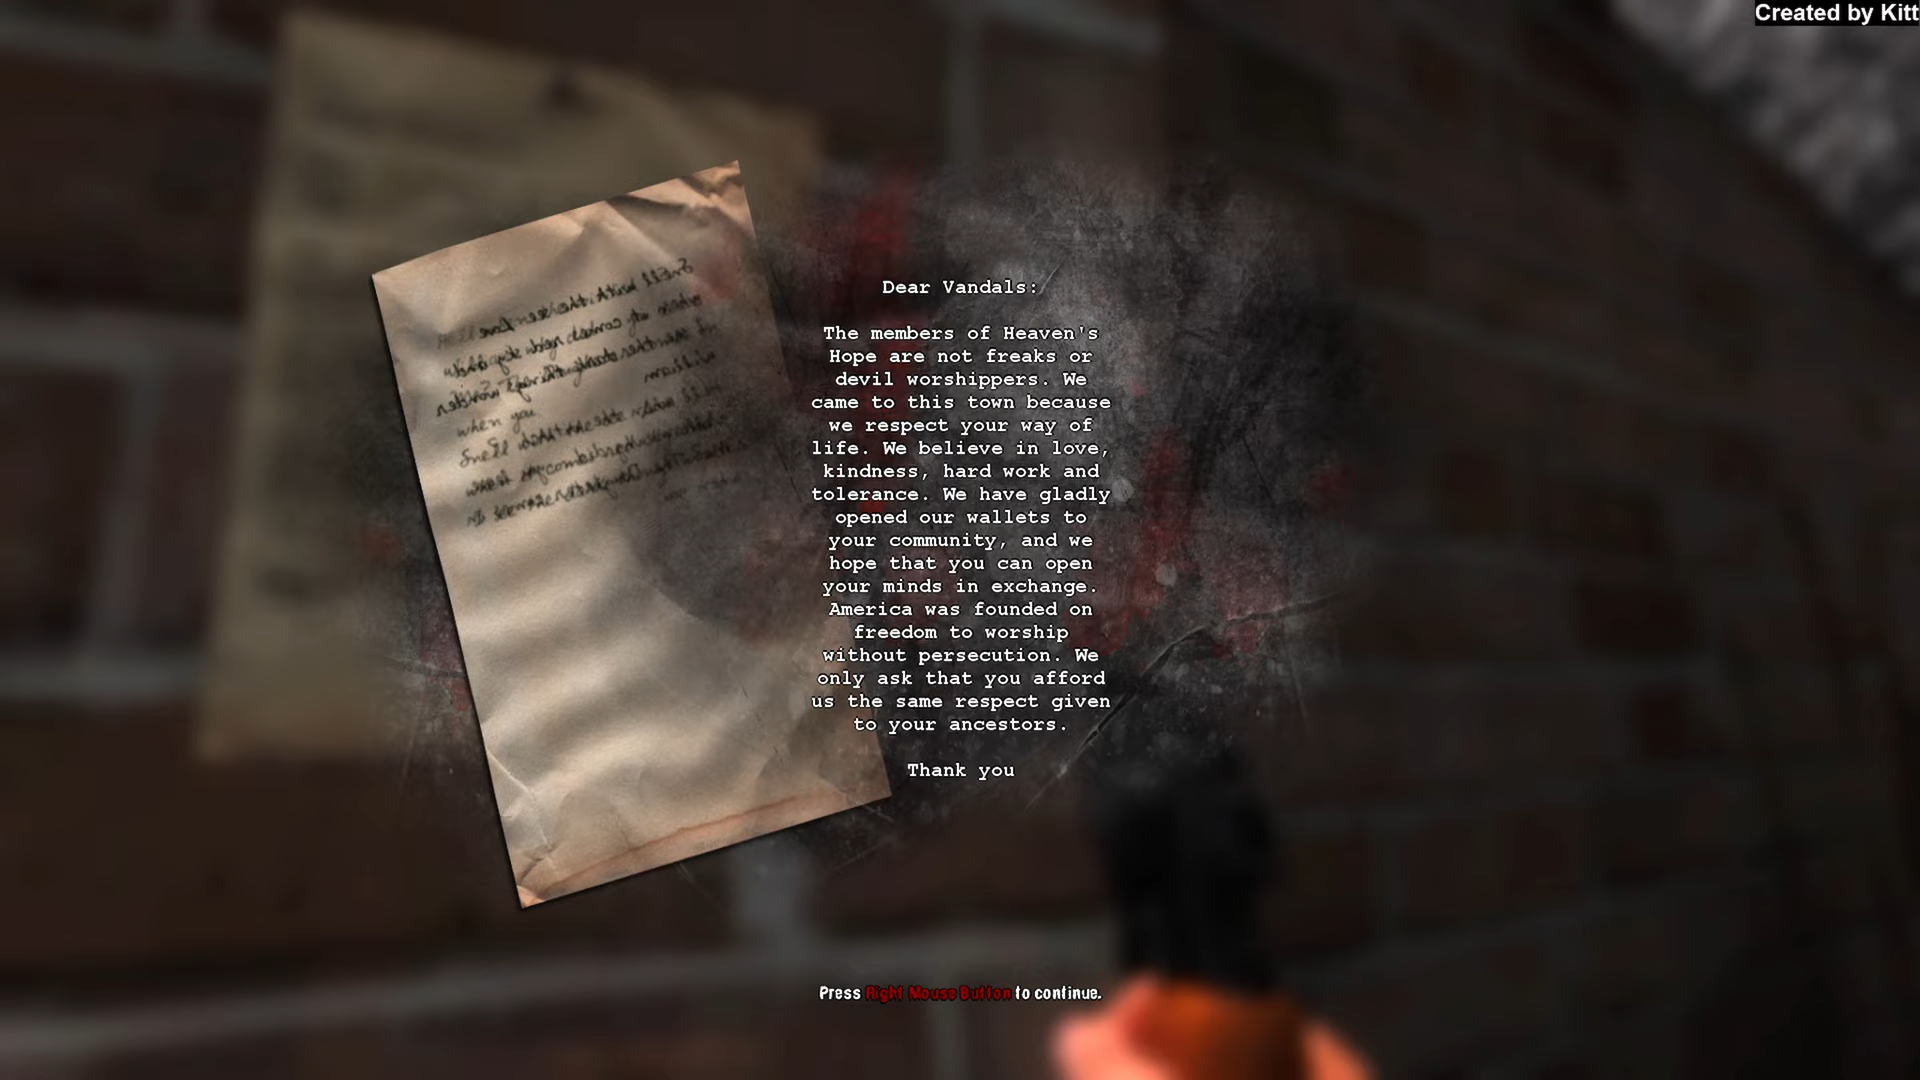 Created by Kitt
Dear Vandals:
The members of Heaven's
Hope are not freaks or
devil worshippers. We
came to this town because
we respect your way of
life. We believe in love,
kindness, hard work and
tolerance. We have gladly
opened our wallets to
your community, and we
hope that you can open
your minds in exchange.
America was founded on
freedom to worship
without persecution. We
only ask that you afford
us the same respect given
to your ancestors.
Thank you
Press Right Mouse Button to continue.